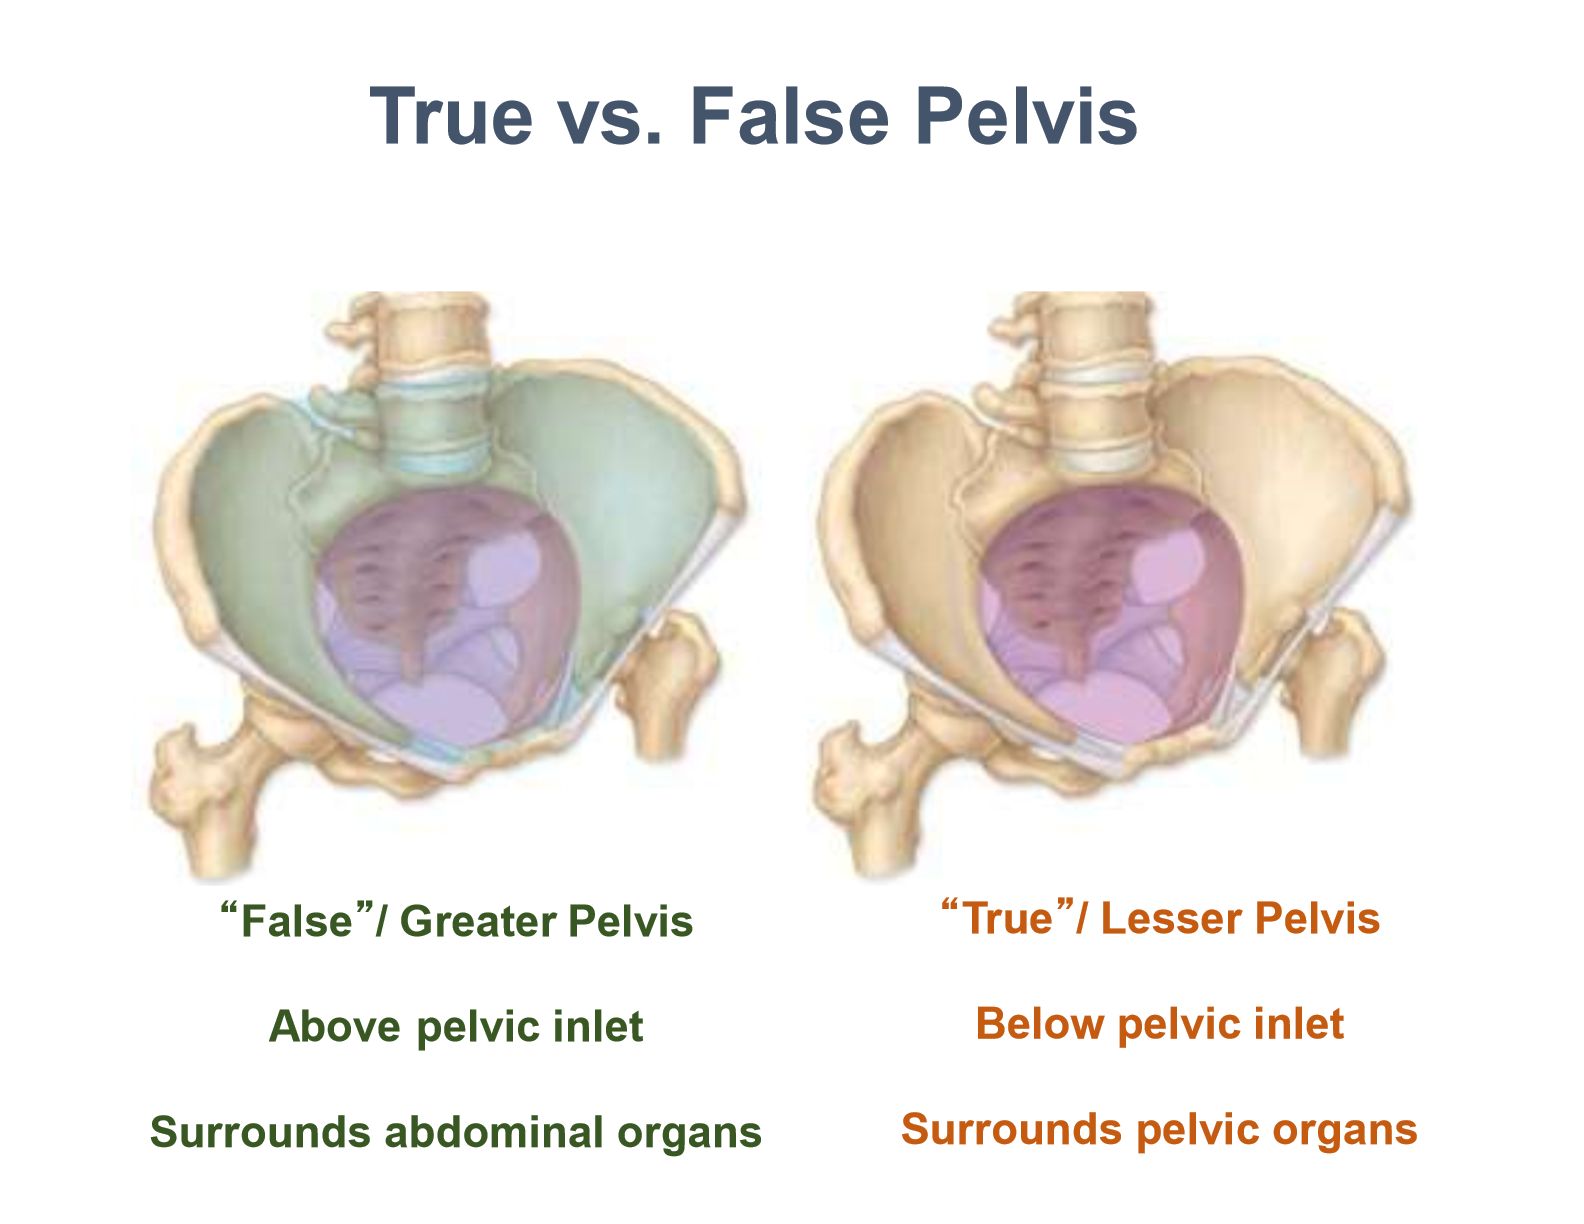 True vs. False Pelvis
“False”/ Greater Pelvis
Above pelvic inlet
Surrounds abdominal organs
“True”/ Lesser Pelvis
Below pelvic inlet
Surrounds pelvic organs